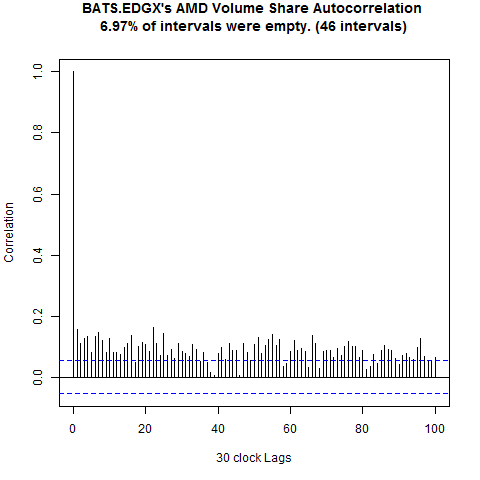 BATS.EDGX's AMD Volume Share Autocorrelation
6.97% of intervals were empty. (46 intervals)
Correlation
1.0
0.8
0.6
0.4
0.2
0.0
0 20 40 60 80 100
30 clock Lags